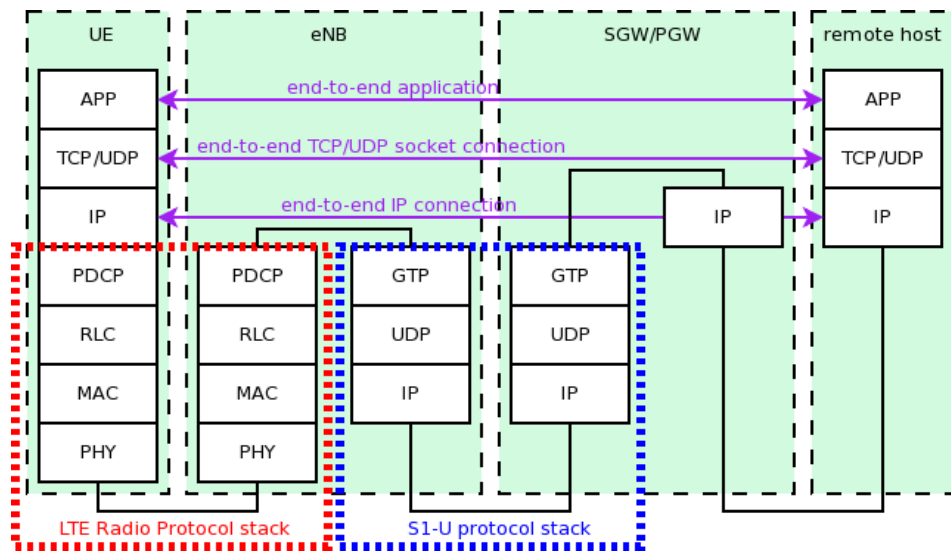 UE
eNB
SGW/PGW
remote host
APP
end-to-end application
APP
TCP/UDP
end-to-end TCP/UDP socket connection
TCP/UDP
IP
end-to-end IP connection
IP
IP
PDCP
PDCP
GTP
GTP
RLC
RLC
UDP
UDP
MAC
MAC
IP
IP
PHY
PHY
LTE Radio Protocol stack
S1-U protocol stack